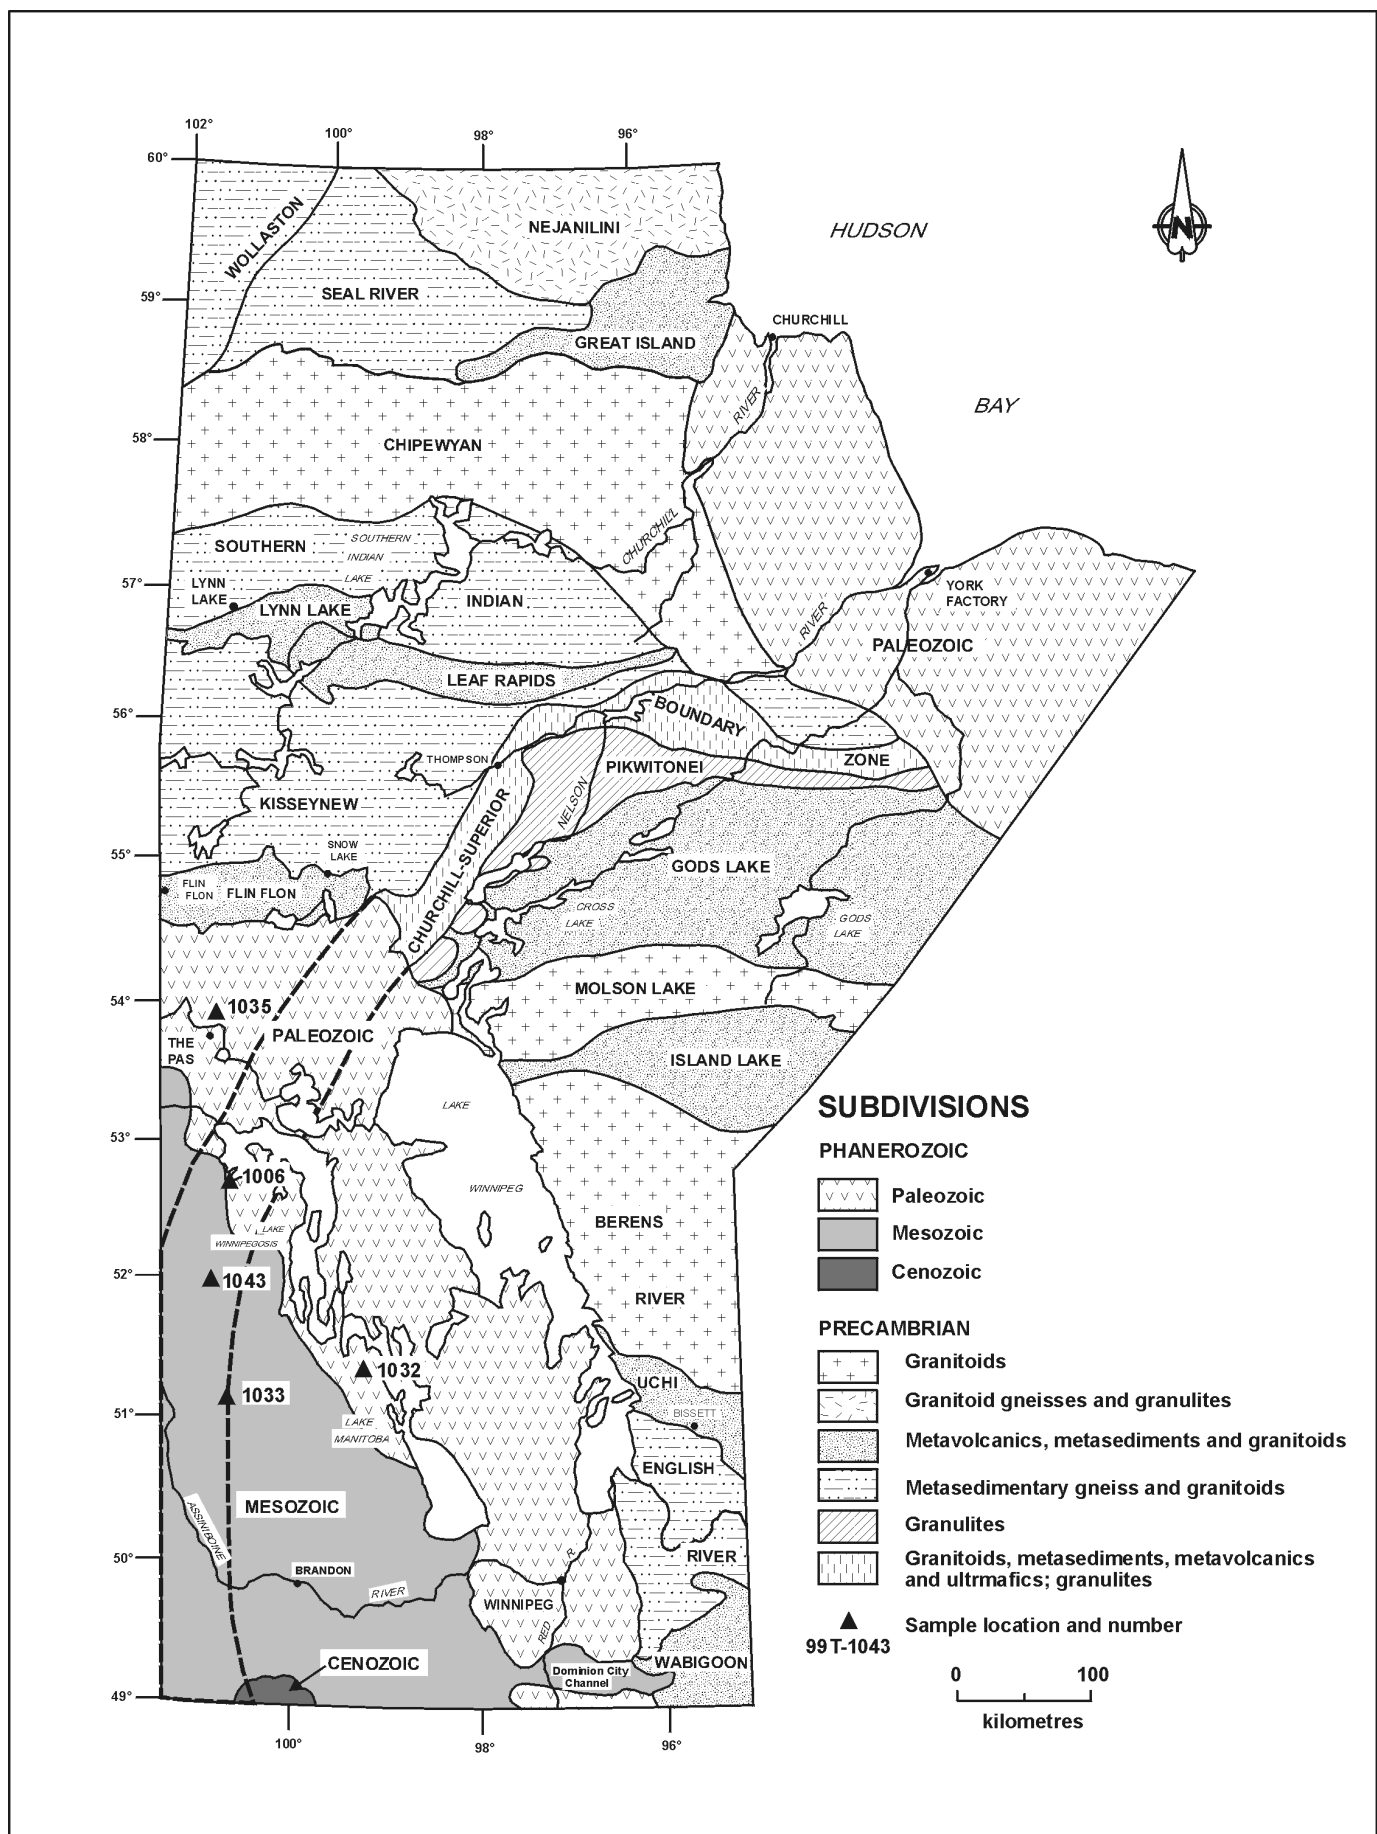 102°
100°
98°
96°
60°
HUDSON
N
NEJANILINI
WOLLASTON
SEAL RIVER
59°
CHURCHILL
GREAT ISLAND
RIVER
BAY
58°
CHIPEWYAN
CHURCHILL
SOUTHERN
SOUTHERN
INDIAN
LAKE
57°
LYNN
LAKE
LYNN LAKE
INDIAN
YORK
FACTORY
RIVER
PALEOZOIC
LEAF RAPIDS
56°
BOUNDARY
THOMPSON
PIKWITONEI
ZONE
NELSON
KISSEYNEW
SNOW
LAKE
55°
GODS LAKE
CHURCHILL-SUPERIOR
FLIN
FLON
FLIN FLON
CROSS
LAKE
GODS
LAKE
54°
1035
MOLSON LAKE
PALEOZOIC
THE
PAS
ISLAND LAKE
LAKE
53°
1006
WINNIPEG
LAKE
WINNIPEGOSIS
BERENS
52°
1043
RIVER
1032
UCHI
1033
51°
BISSETT
LAKE
MANITOBA
ENGLISH
MESOZOIC
ASSINIBOINE
50°
R
RIVER
BRANDON
RIVER
WINNIPEG
RED
CENOZOIC
WABIGOON
Dominion City
Channel
49°
100°
98°
96°
SUBDIVISIONS
PHANEROZOIC
Paleozoic
Mesozoic
Cenozoic
PRECAMBRIAN
Granitoids
Granitoid gneisses and granulites
Metavolcanics, metasediments and granitoids
Metasedimentary gneiss and granitoids
Granulites
Granitoids, metasediments, metavolcanics
and ultrmafics; granulites
99T-1043
Sample location and number
0 100
kilometres